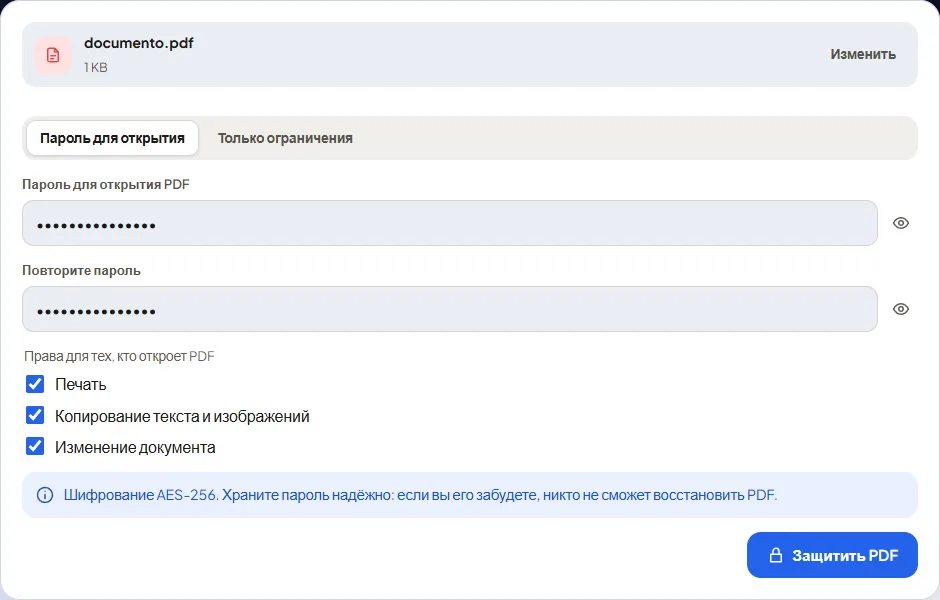 documento.pdf
1 KB
Изменить
Пароль для открытия
Только ограничения
Пароль для открытия PDF
•••••••••••••••
Повторите пароль
•••••••••••••••
Права для тех, кто откроет PDF
Печать
Копирование текста и изображений
Изменение документа
Шифрование AES-256. Храните пароль надёжно: если вы его забудете, никто не сможет восстановить PDF.
Защитить PDF